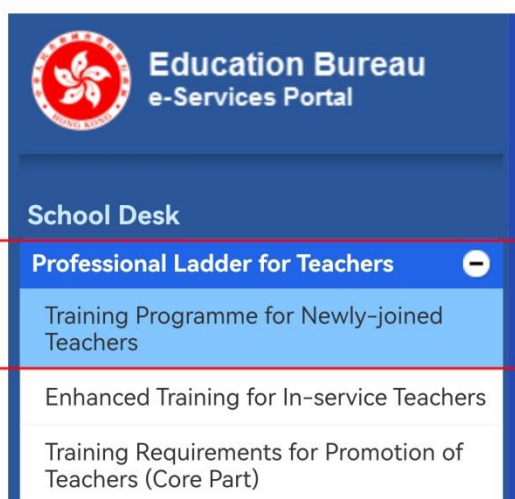 Education Bureau
e-Services Portal
School Desk
Professional Ladder for Teachers
Training Programme for Newly-joined
Teachers
Enhanced Training for In-service Teachers
Training Requirements for Promotion of
Teachers (Core Part)